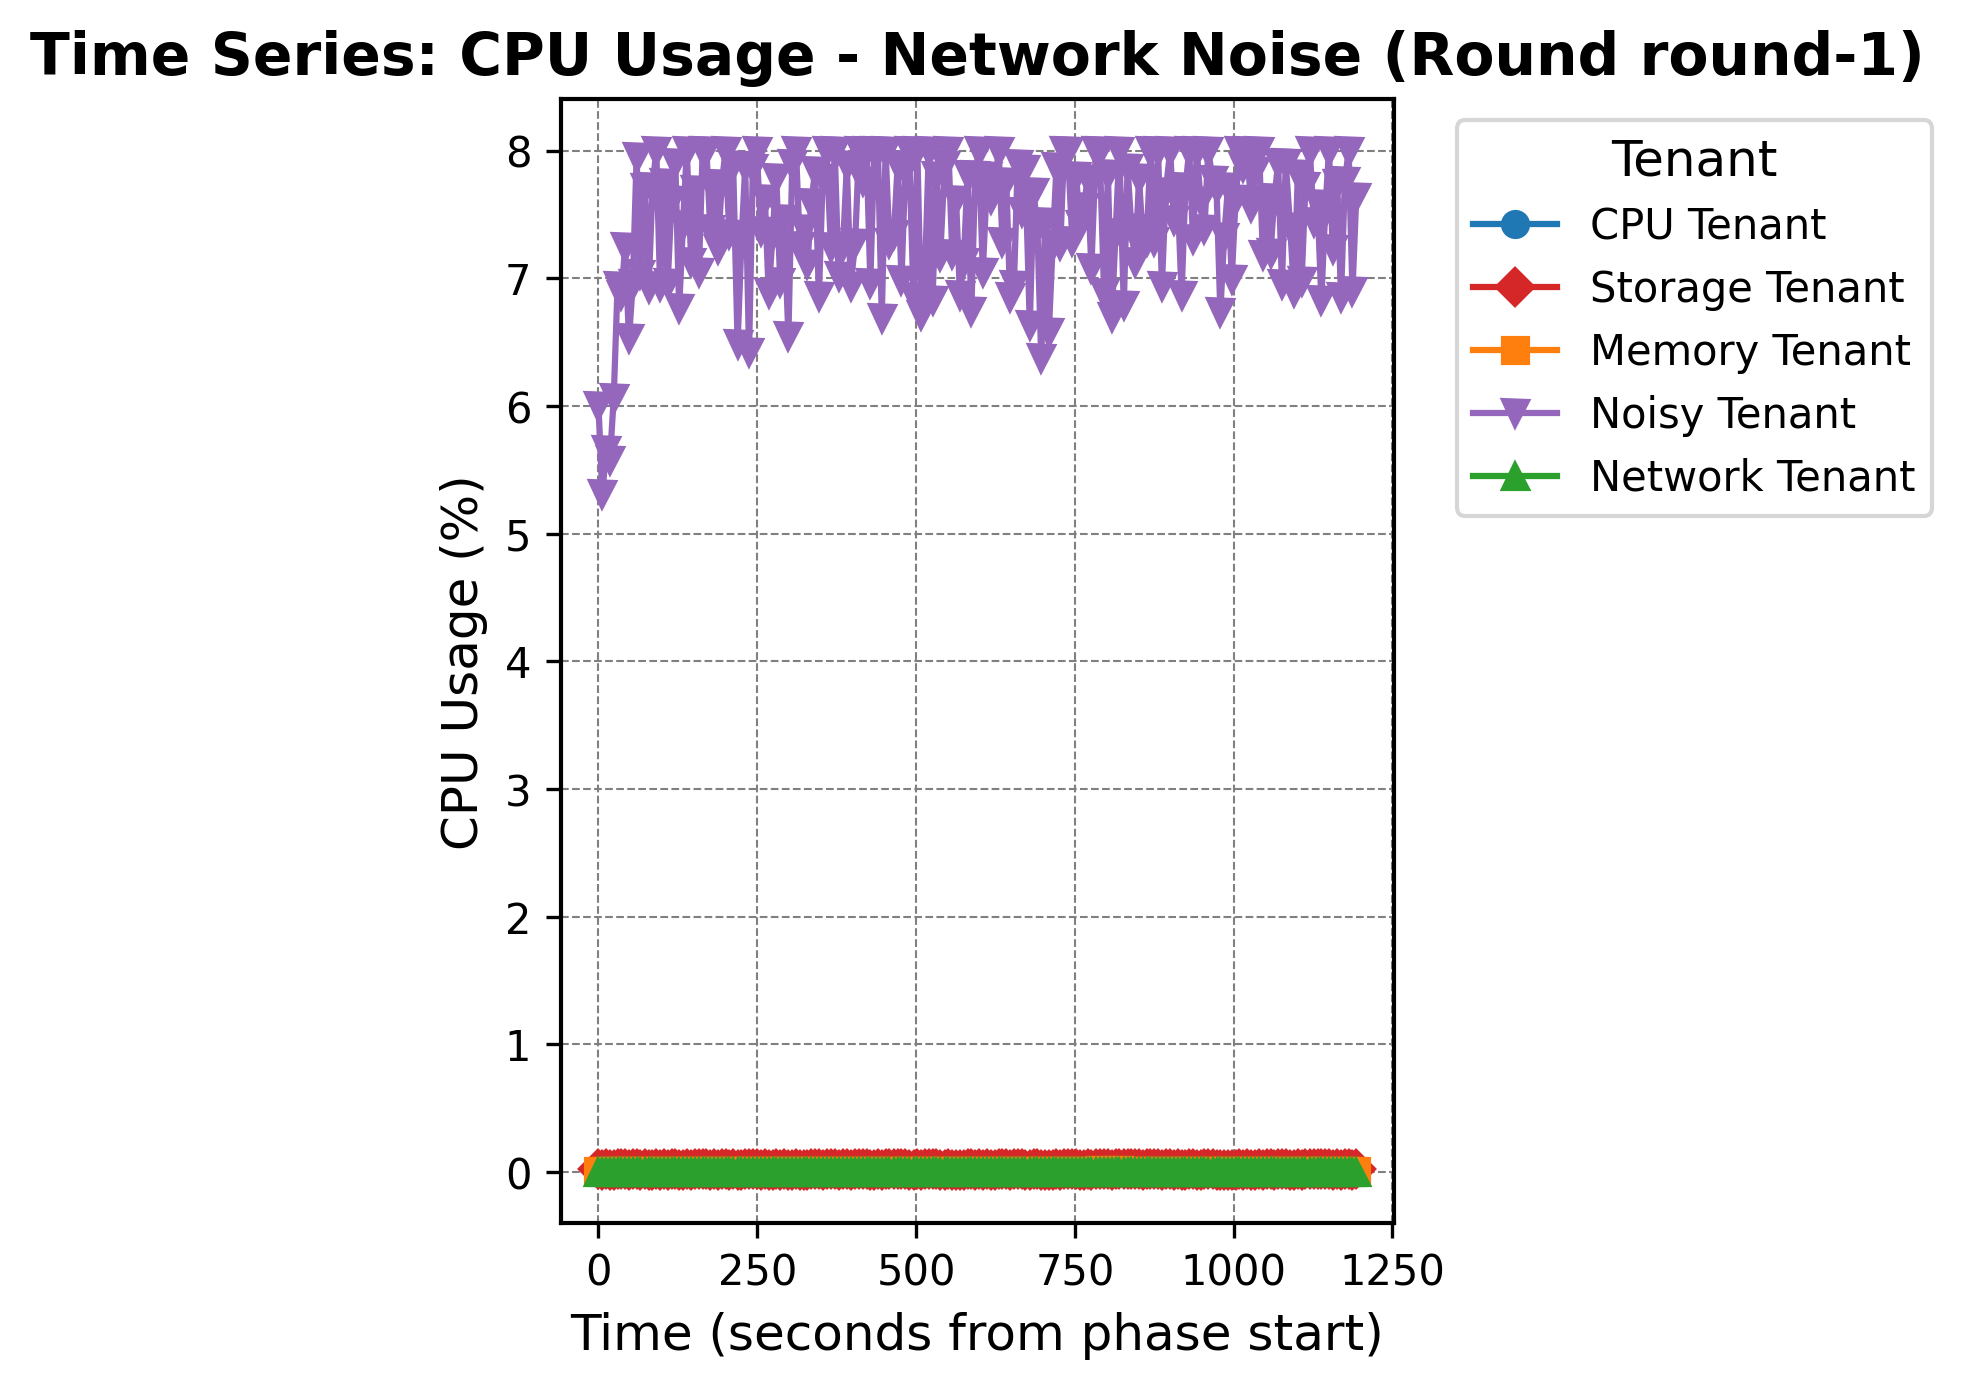 Time Series: CPU Usage - Network Noise (Round round-1)
8
7
6
5
4
3
2
1
0
CPU Usage (%)
0 250 500 750 1000 1250
Time (seconds from phase start)
Tenant
CPU Tenant
Storage Tenant
Memory Tenant
Noisy Tenant
Network Tenant